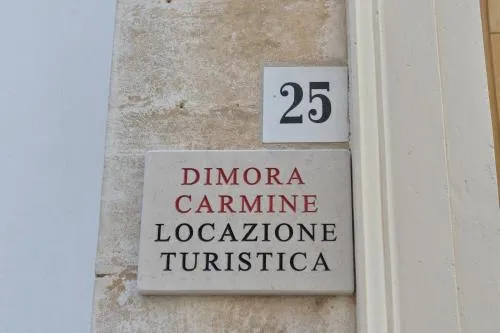 25
DIMORA
CARMINE
LOCAZIONE
TURISTICA